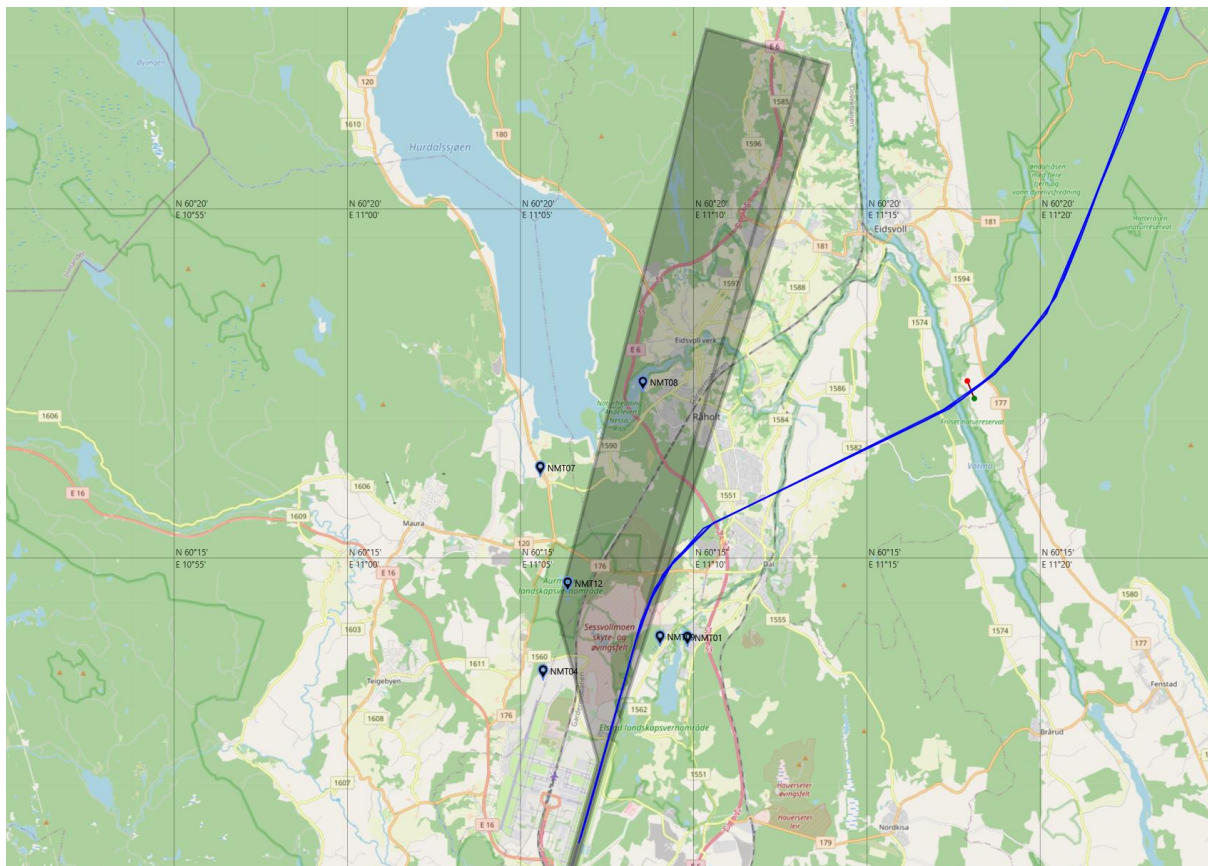 Øyangen
120
E 6
1585
1610
180
Hurdalssjøen
1596
N 60°20
E 10°55
N 60°20
E 11°00
N 60°20
E 11°05
N 60°20
E 11°10
N 60°20
E 11°15
N 60°20
E 11°20
181
Eidsvoll
181
1594
1597
1588
1574
E 6
Eidsvoll verk
NMT08
1586
177
Råholt
1584
1606
1590
1582
Vorma
NMT07
E 16
1606
1551
1609
Maura
120
N 60°15
E 10°55
N 60°15
E 11°00
N 60°15
E 11°05
176
N 60°15
E 11°10
N 60°15
E 11°15
N 60°15
E 11°20
Dal
E 16
NMT12
landskapsvernområde
1580
1555
1603
Sessvollmoen
skyte- og
øvingsfelt
NMT01
1574
177
1560
1611
NMT04
Teigebyen
Fenstad
176
1562
1608
Elstad landskapsvernområde
Brårud
1551
1607
Hauerseter
øvingsfelt
Hauerseter
leir
E 16
Nordkisa
179